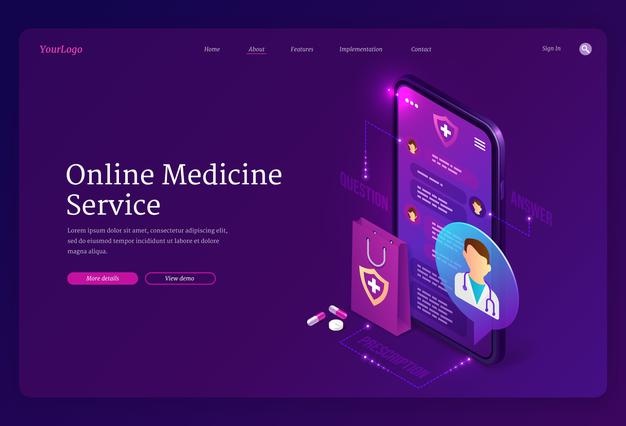 YourLogo
Home
About
Features
Implementation
Contact
Sign In
Online Medicine
Service
Lorem ipsum dolor sit amet, consectetur adipiscing elit,
sed do eiusmod tempor incididunt ut labore et dolore
magna aliqua.
More details
View demo
QUESTION
ANSWER
PRESCRIPTION